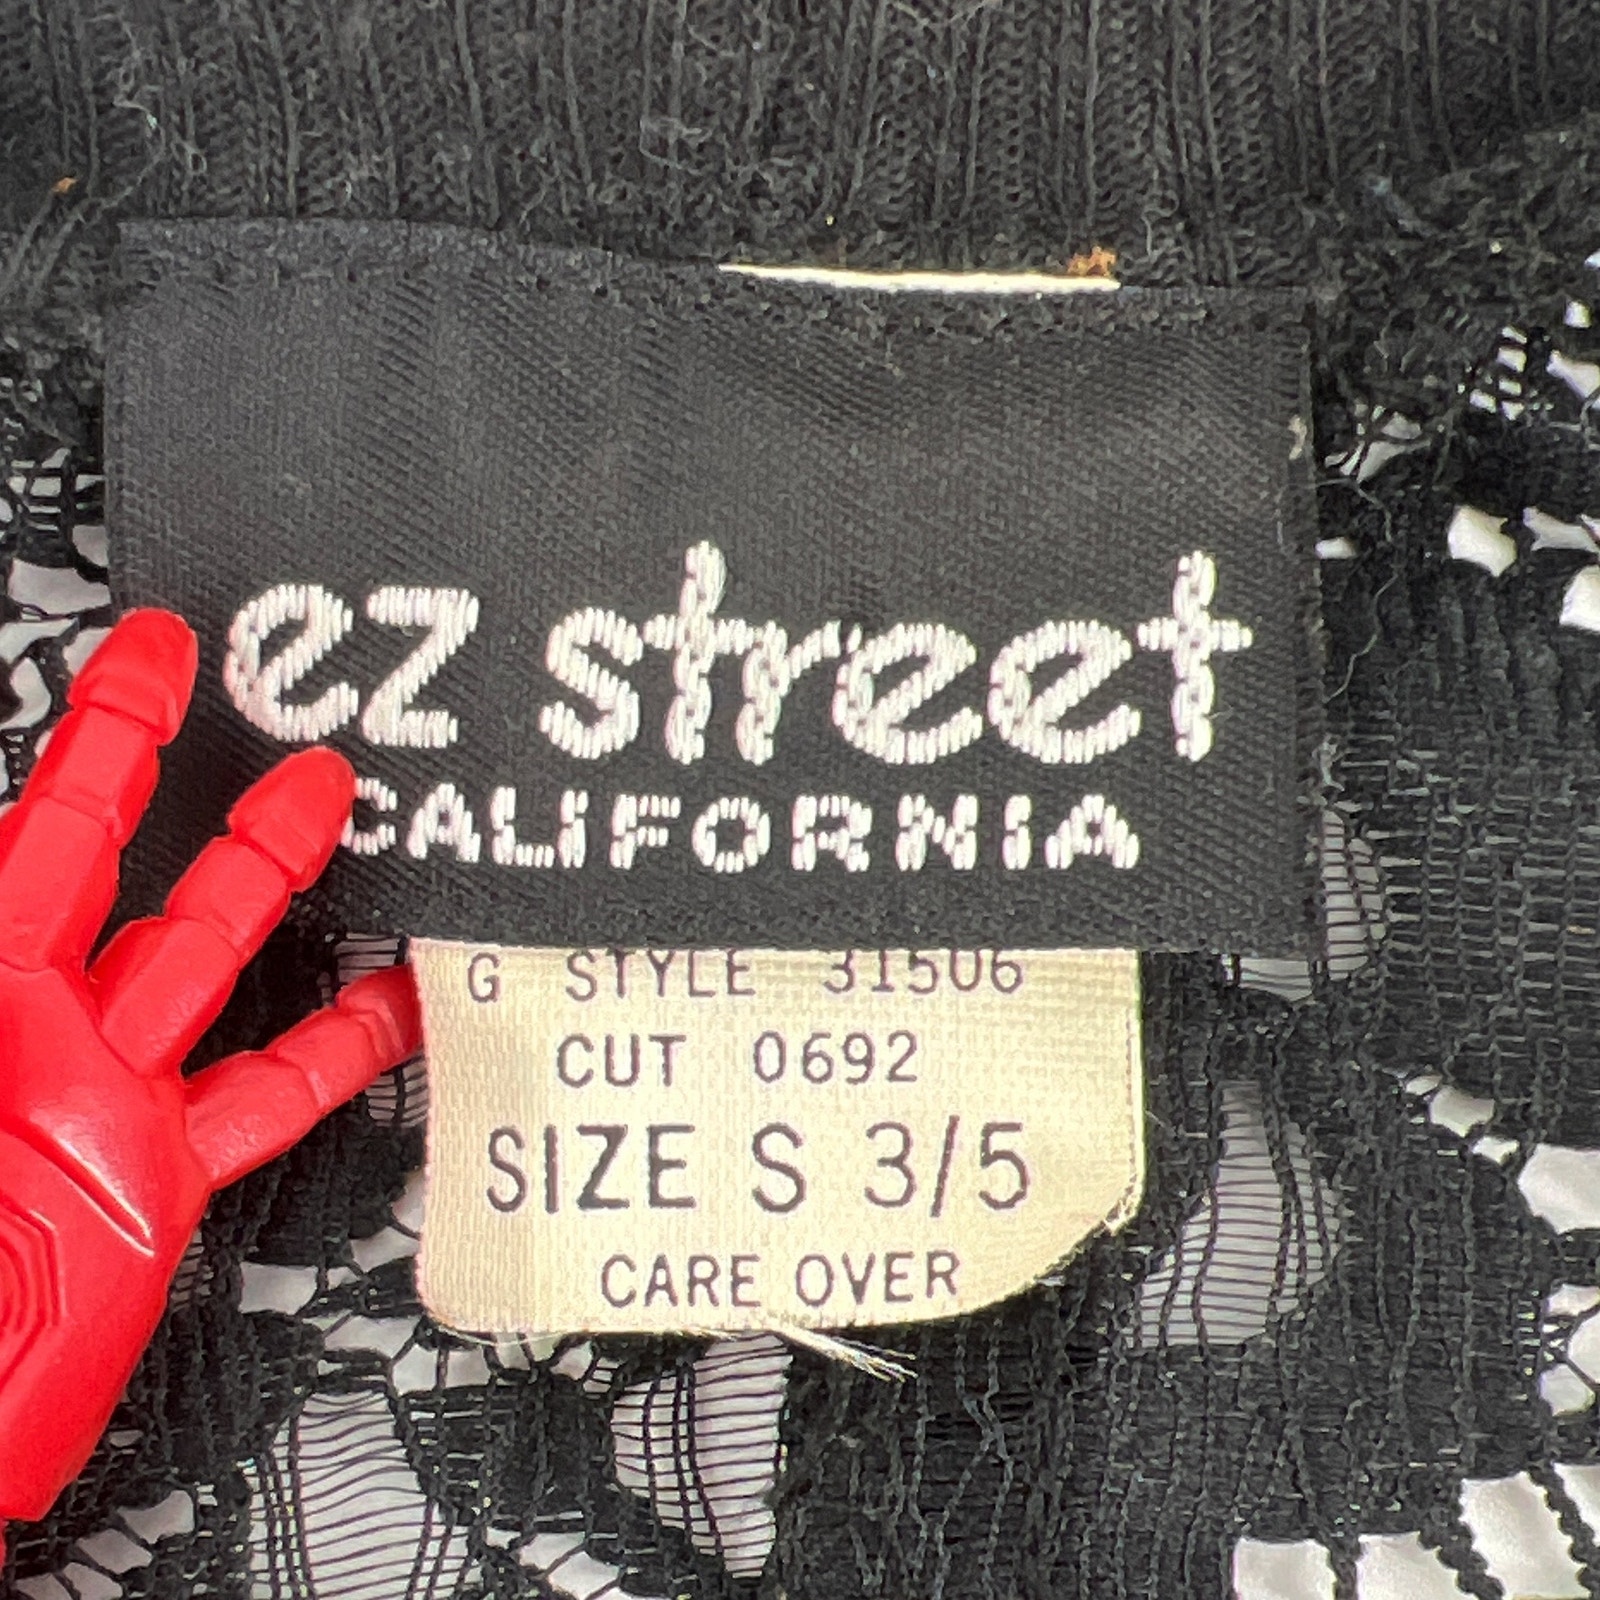 ez street
CALIFORNIA
G STYLE 31506
CUT 0692
SIZE S 3/5
CARE OVER